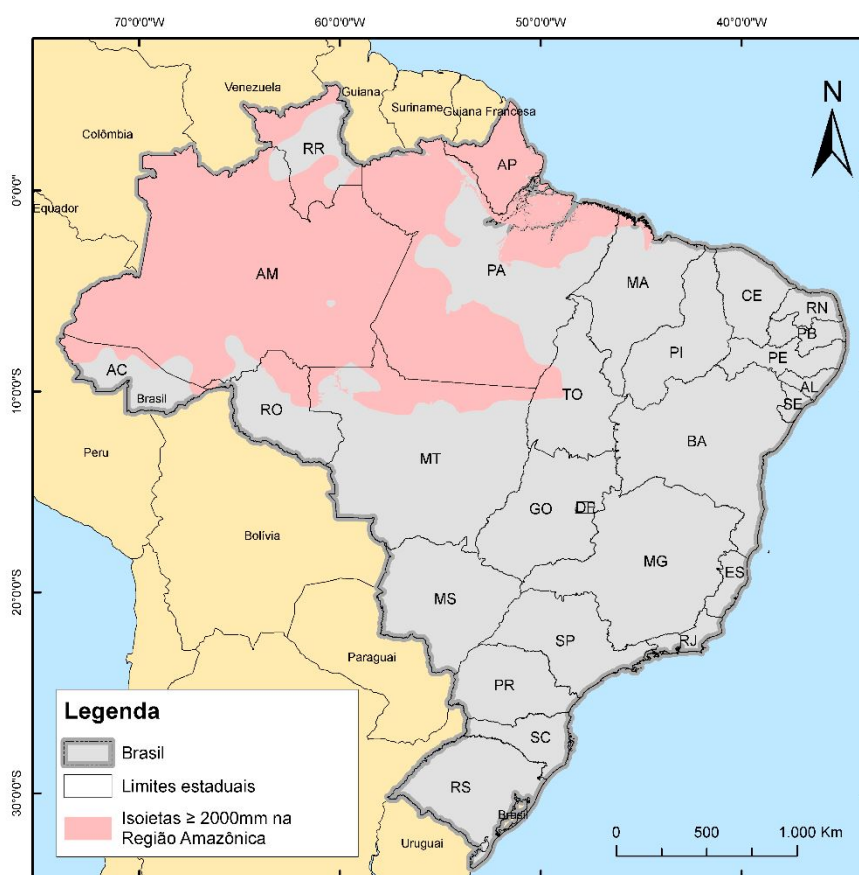 70°0'0"W
60°0'0"W
50°0'0"W
40°0'0"W
N
Venezuela
Guiana
Suriname
Guiana Francesa
Colômbia
RR
AP
0°0'0"
Equador
AM
PA
MA
CE
RN
PB
PI
PE
AC
AL
10°0'0"S
Brasil
RO
TO
SE
BA
Peru
MT
GO
DF
Bolívia
MG
ES
20°0'0"S
MS
SP
RJ
Paraguai
PR
Legenda
Brasil
SC
Limites estaduais
RS
30°0'0"S
Brasil
Isoietas ≥ 2000mm na
Região Amazônica
Uruguai
0 500 1.000 Km